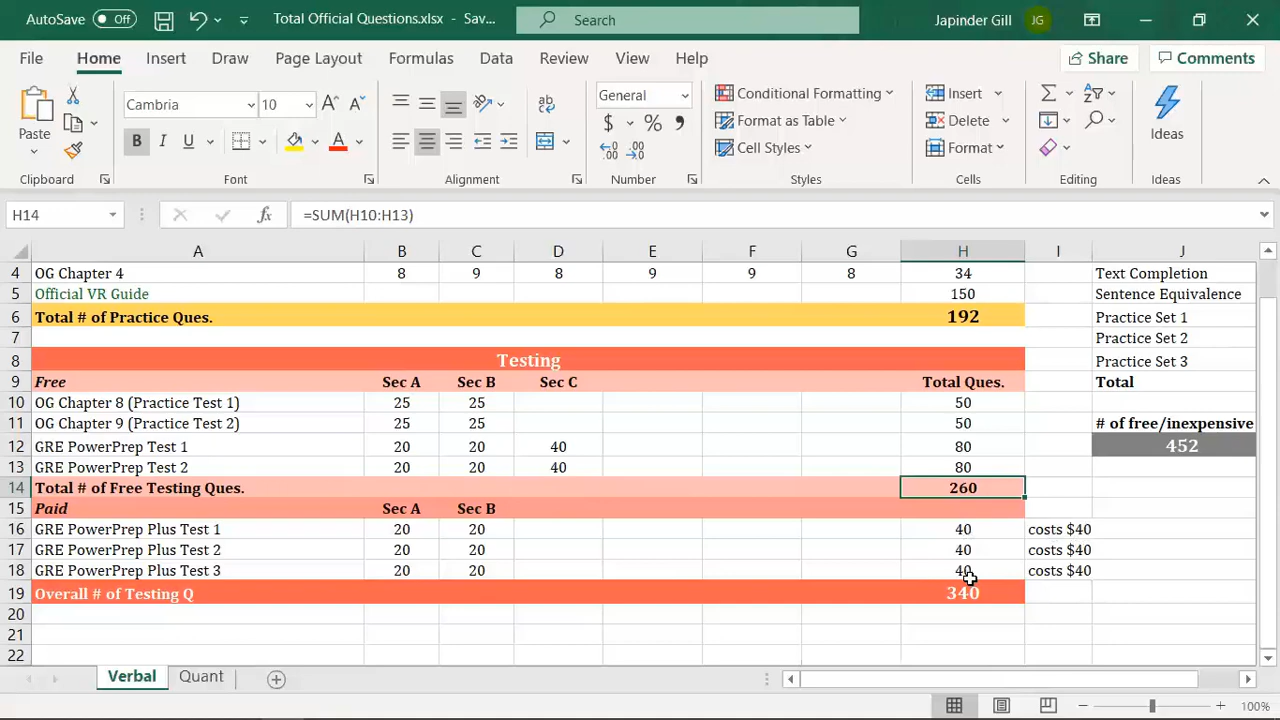 AutoSave Off Total Official Questions.xlsx - Sav... Search Japinder Gill JG
File Home Insert Draw Page Layout Formulas Data Review View Help Share Comments
Paste Cambria 10 A A ab General Conditional Formatting Insert Σ Ideas
B I U A $ % 9 Format as Table Delete
Cell Styles Format
Clipboard Font Alignment Number Styles Cells Editing Ideas
H14 fx =SUM(H10:H13)
A B C D E F G H I J
4 OG Chapter 4 8 9 8 9 9 8 34 Text Completion
5 Official VR Guide 150 Sentence Equivalence
6 Total # of Practice Ques. 192 Practice Set 1
7 Practice Set 2
8 Testing Practice Set 3
9 Free Sec A Sec B Sec C Total Ques. Total
10 OG Chapter 8 (Practice Test 1) 25 25 50
11 OG Chapter 9 (Practice Test 2) 25 25 50 # of free/inexpensive
12 GRE PowerPrep Test 1 20 20 40 80 452
13 GRE PowerPrep Test 2 20 20 40 80
14 Total # of Free Testing Ques. 260
15 Paid Sec A Sec B
16 GRE PowerPrep Plus Test 1 20 20 40 costs $40
17 GRE PowerPrep Plus Test 2 20 20 40 costs $40
18 GRE PowerPrep Plus Test 3 20 20 40 costs $40
19 Overall # of Testing Q 340
20
21
22
Verbal Quant
100%